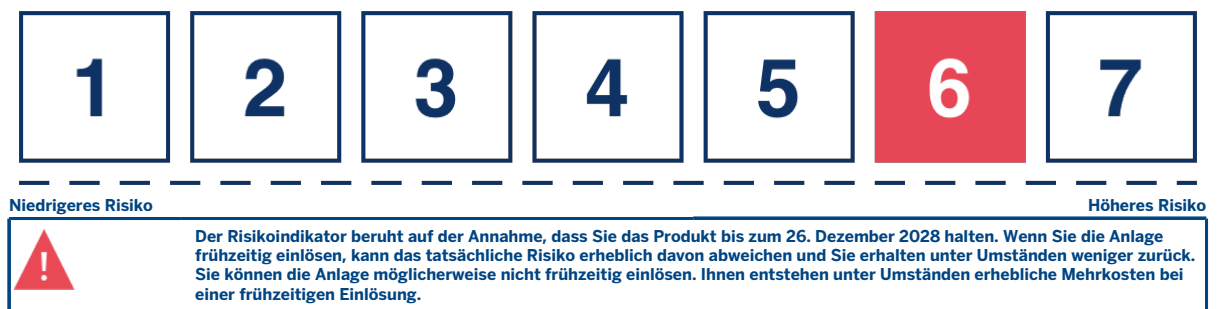 1 2 3 4 5 6 7
Niedrigeres Risiko Höheres Risiko
!
Der Risikoindikator beruht auf der Annahme, dass Sie das Produkt bis zum 26. Dezember 2028 halten. Wenn Sie die Anlage
frühzeitig einlösen, kann das tatsächliche Risiko erheblich davon abweichen und Sie erhalten unter Umständen weniger zurück.
Sie können die Anlage möglicherweise nicht frühzeitig einlösen. Ihnen entstehen unter Umständen erhebliche Mehrkosten bei
einer frühzeitigen Einlösung.